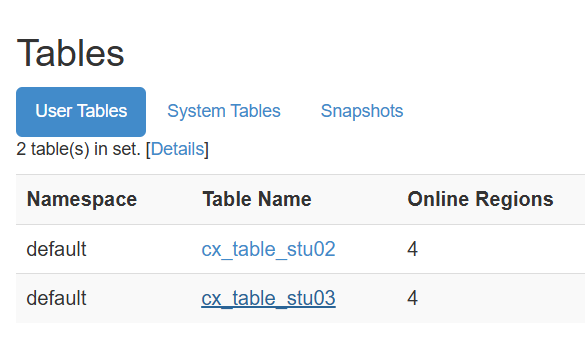 Tables
User Tables System Tables Snapshots
2 table(s) in set. [Details]
Namespace Table Name Online Regions
default cx_table_stu02 4
default cx_table_stu03 4